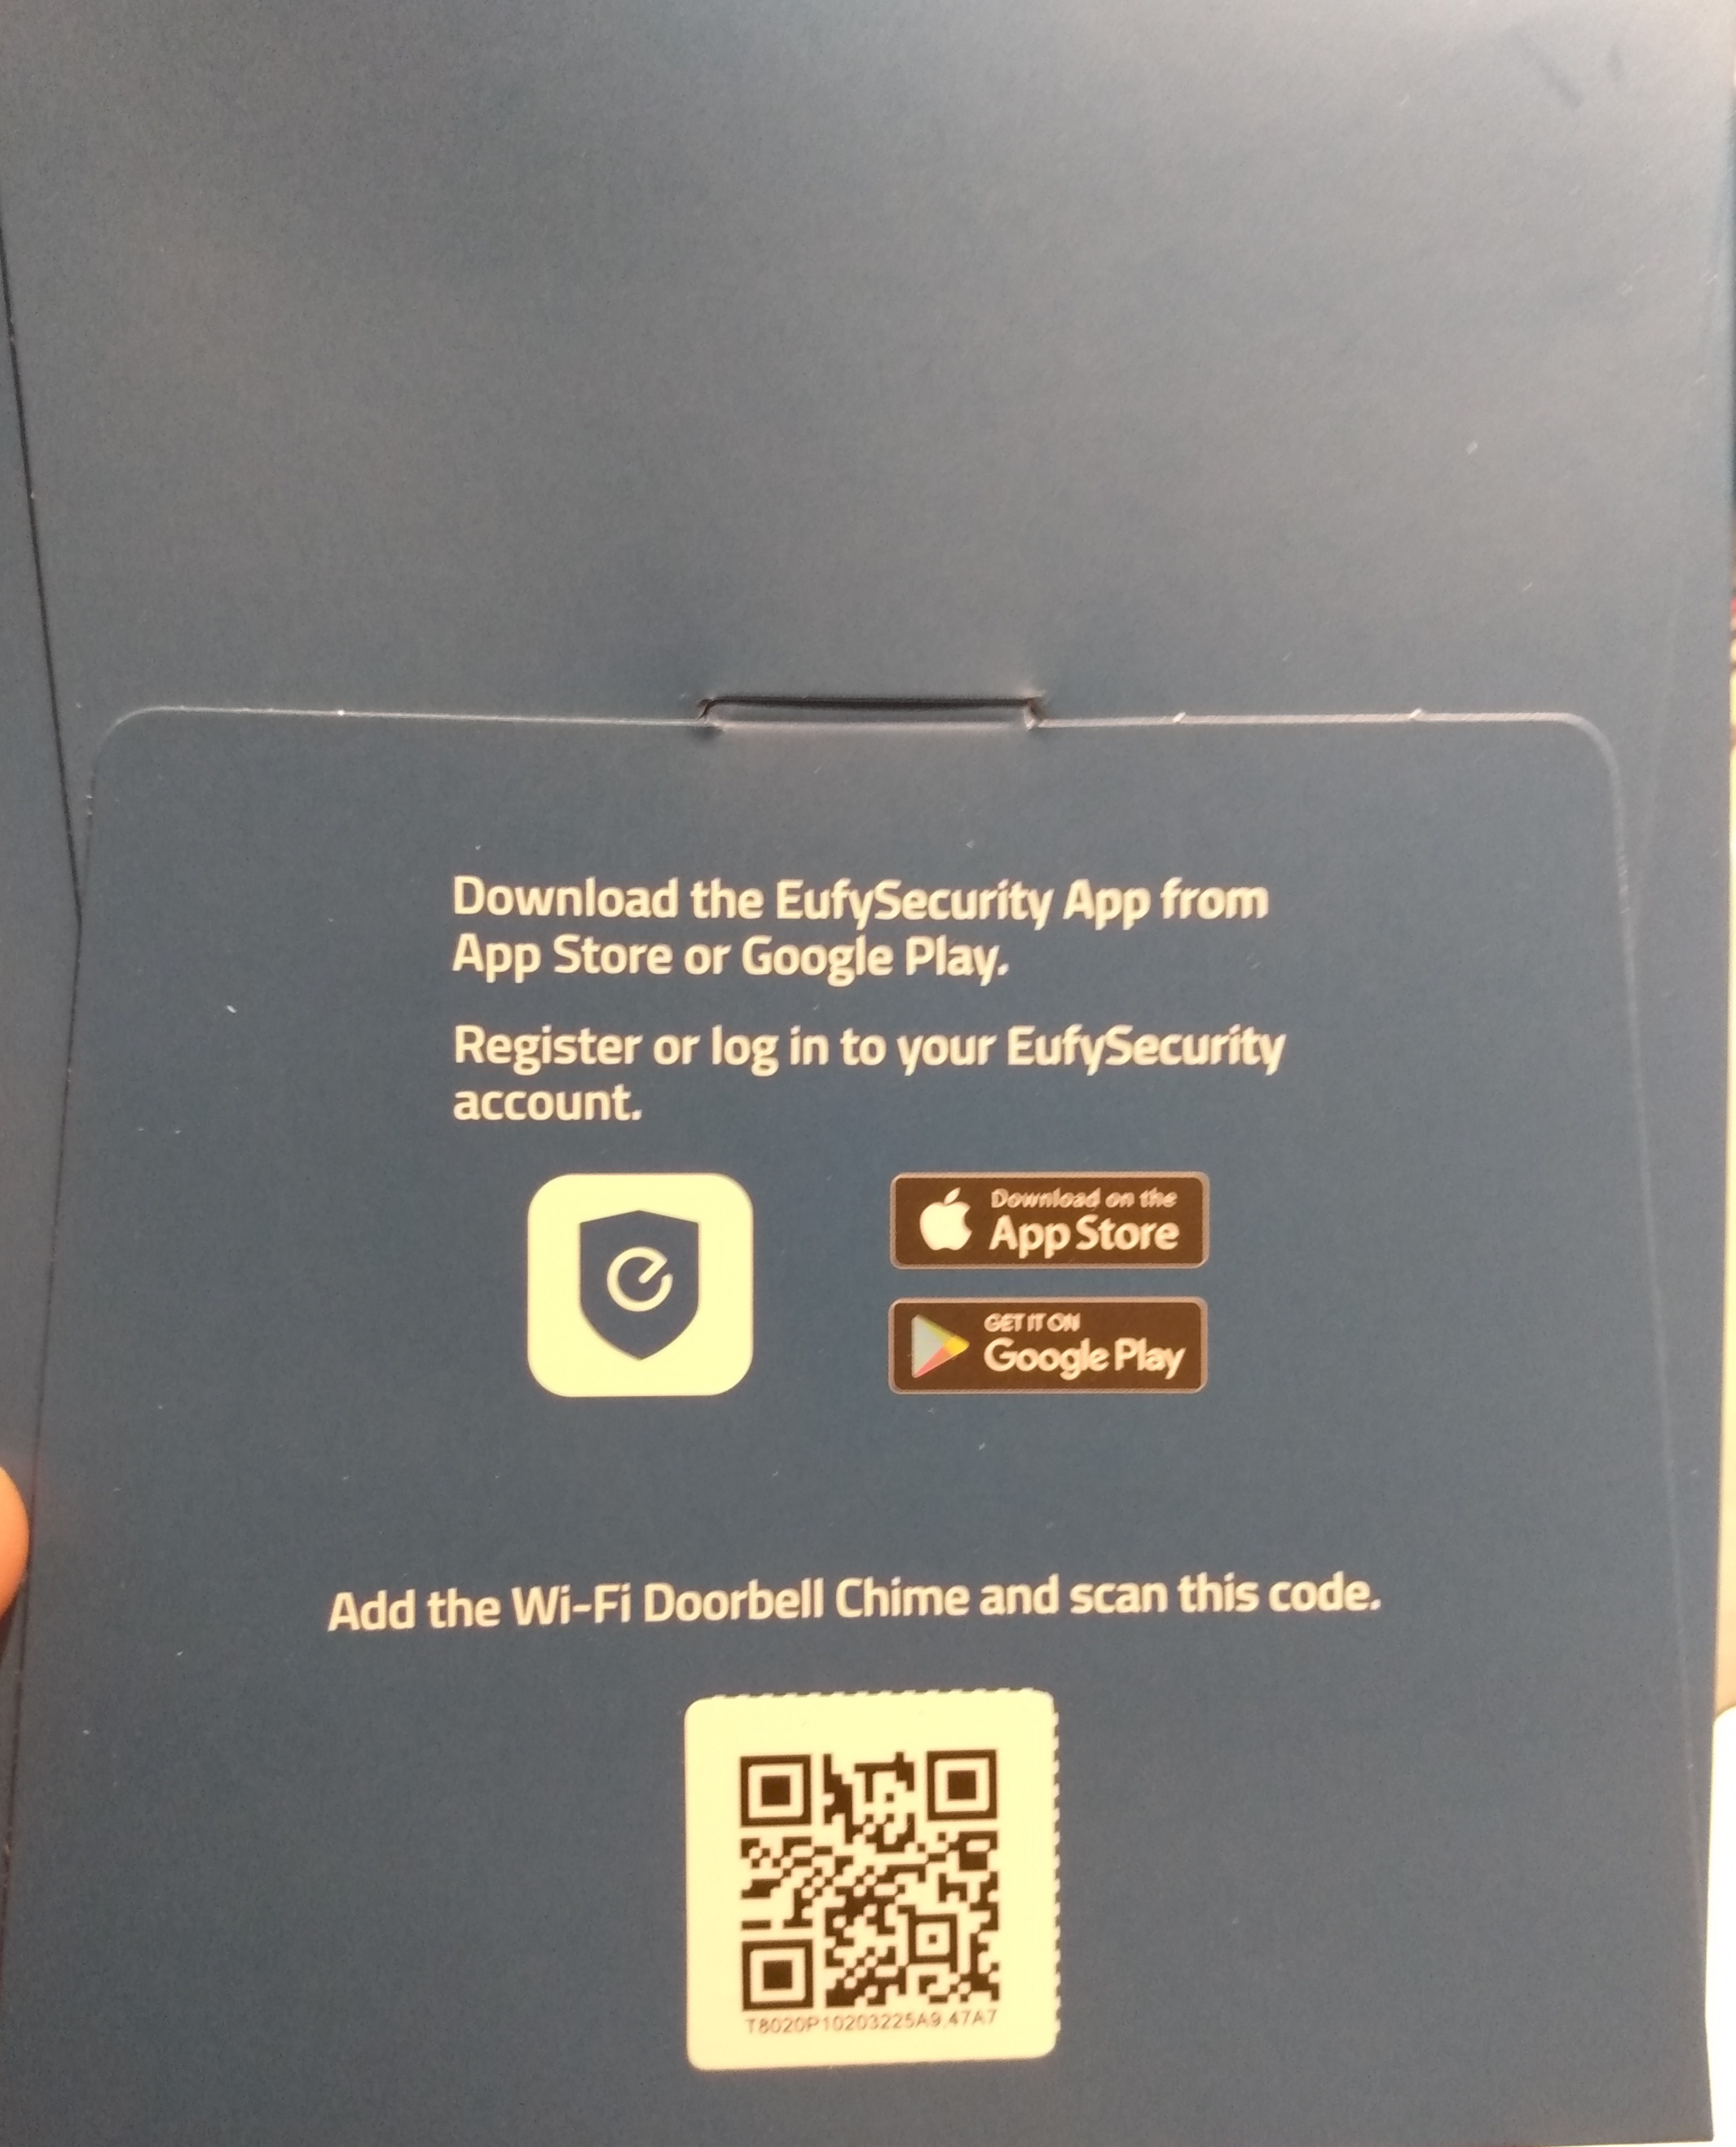 Download the EufySecurity App from
App Store or Google Play.
Register or log in to your EufySecurity
account.
Download on the
App Store
GET IT ON
Google Play
Add the Wi-Fi Doorbell Chime and scan this code.
T8020P10203225A9,47A7